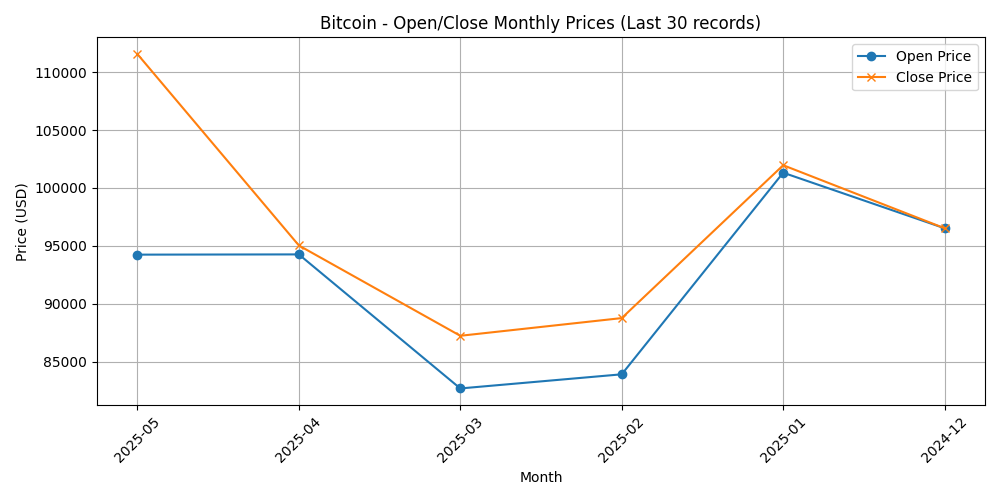 Bitcoin - Open/Close Monthly Prices (Last 30 records)
Open Price
Close Price
Price (USD)
110000
105000
100000
95000
90000
85000
2025-05
2025-04
2025-03
2025-02
2025-01
2024-12
Month